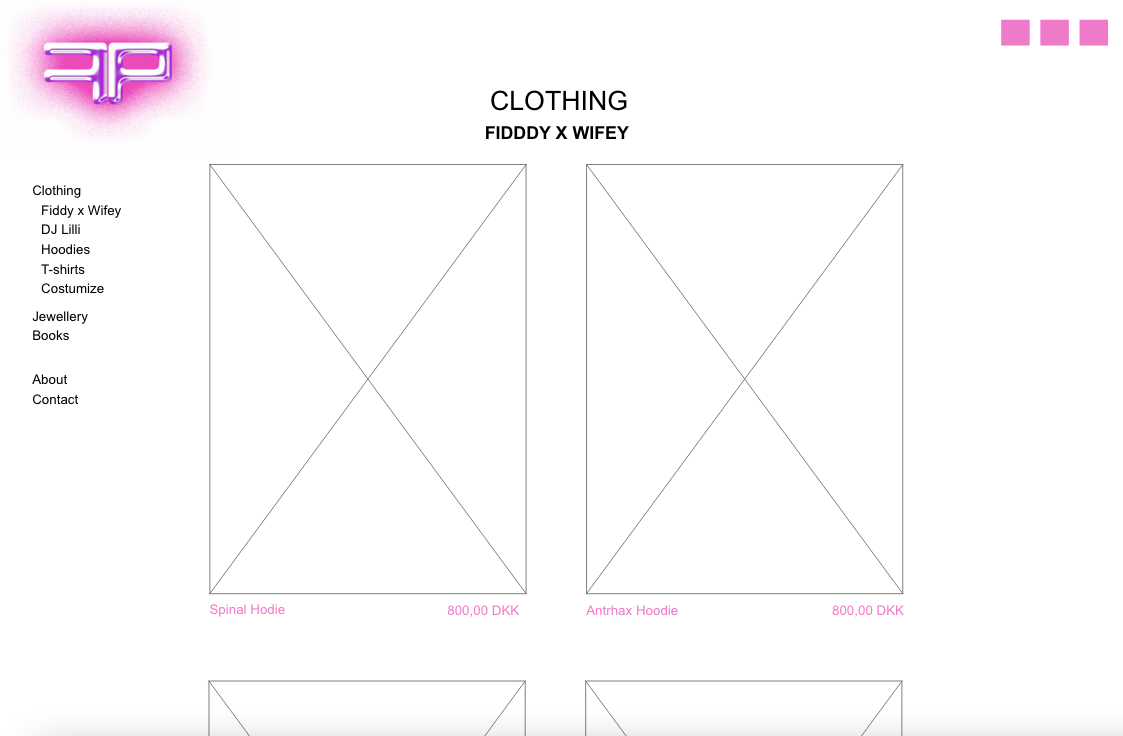 CLOTHING
FIDDDY X WIFEY
Clothing
Fiddy x Wifey
DJ Lilli
Hoodies
T-shirts
Costumize
Jewellery
Books
About
Contact
Spinal Hodie
800,00 DKK
Antrhax Hoodie
800,00 DKK